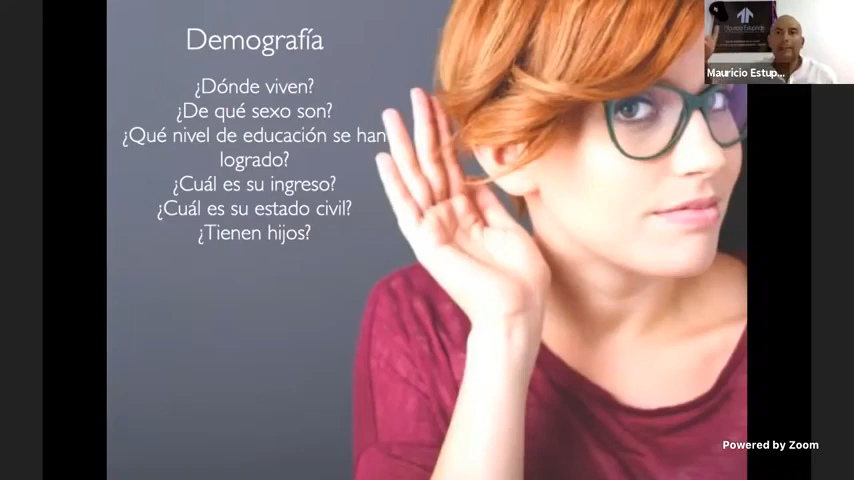 Demografía
¿Dónde viven?
¿De qué sexo son?
¿Qué nivel de educación se han
logrado?
¿Cuál es su ingreso?
¿Cuál es su estado civil?
¿Tienen hijos?
Mauricio Estup...
Powered by Zoom